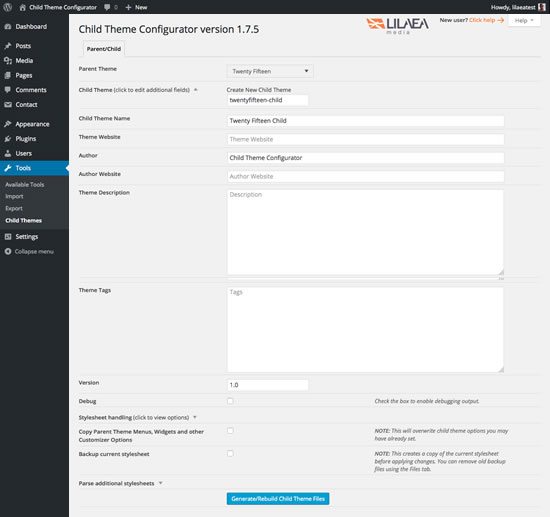 Child Theme Configurator
0
New
Howdy, lilaeatest
Dashboard
Posts
Media
Pages
Comments
Contact
Appearance
Plugins
Users
Tools
Available Tools
Import
Export
Child Themes
Settings
Collapse menu
Child Theme Configurator version 1.7.5
LILAEA
media
New user? Click help
Help
Parent/Child
Parent Theme
Twenty Fifteen
Child Theme (click to edit additional fields)
Create New Child Theme
twentyfifteen-child
Child Theme Name
Twenty Fifteen Child
Theme Website
Theme Website
Author
Child Theme Configurator
Author Website
Author Website
Theme Description
Description
Theme Tags
Tags
Version
1.0
Debug
Check the box to enable debugging output.
Stylesheet handling (click to view options)
Copy Parent Theme Menus, Widgets and other
Customizer Options
NOTE: This will overwrite child theme options you may
have already set.
Backup current stylesheet
NOTE: This creates a copy of the current stylesheet
before applying changes. You can remove old backup
files using the Files tab.
Parse additional stylesheets
Generate/Rebuild Child Theme Files